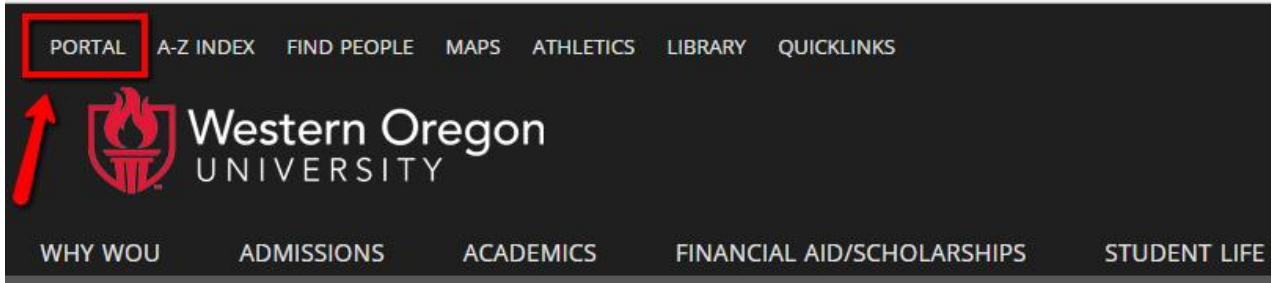 PORTAL A-Z INDEX FIND PEOPLE MAPS ATHLETICS LIBRARY QUICKLINKS
Western Oregon
UNIVERSITY
WHY WOU ADMISSIONS ACADEMICS FINANCIAL AID/SCHOLARSHIPS STUDENT LIFE